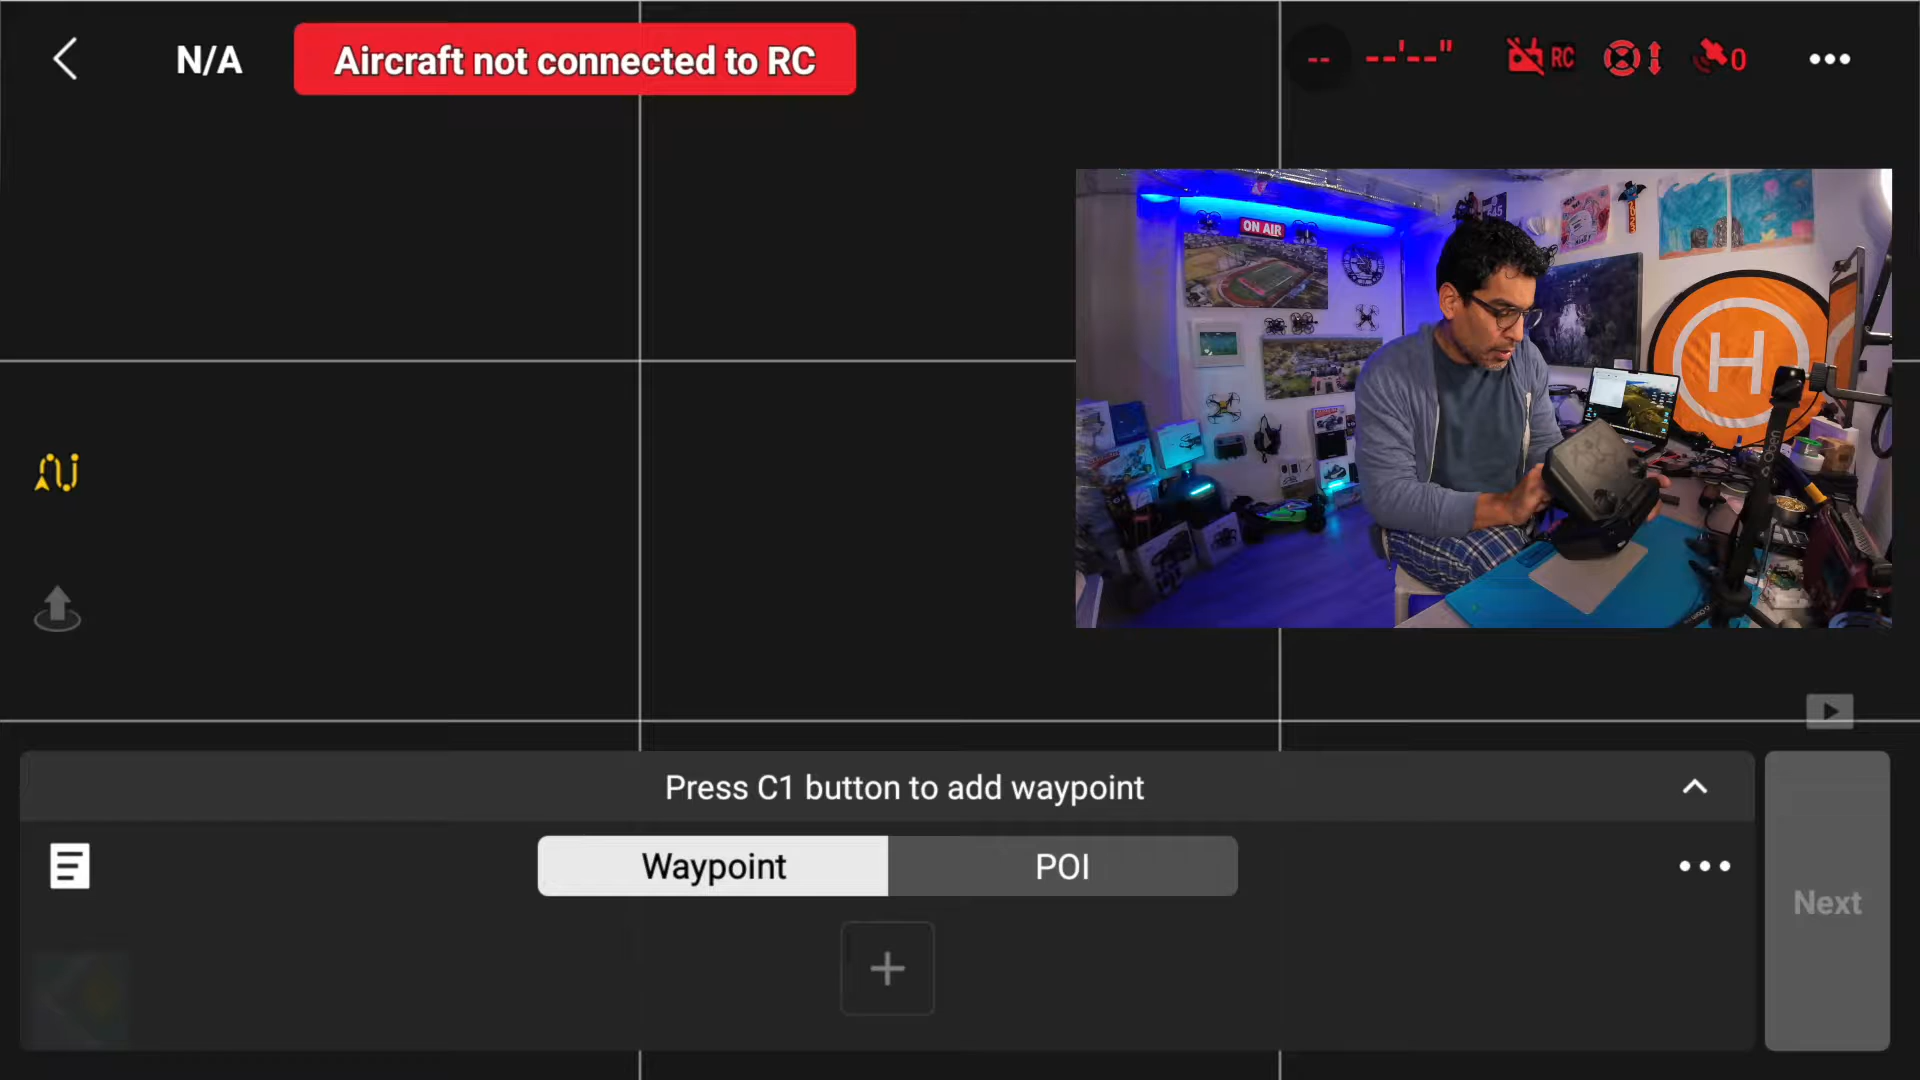 N/A
Aircraft not connected to RC
--
--'--"
RC
0
ON AIR
H
Press C1 button to add waypoint
Waypoint
POI
Next